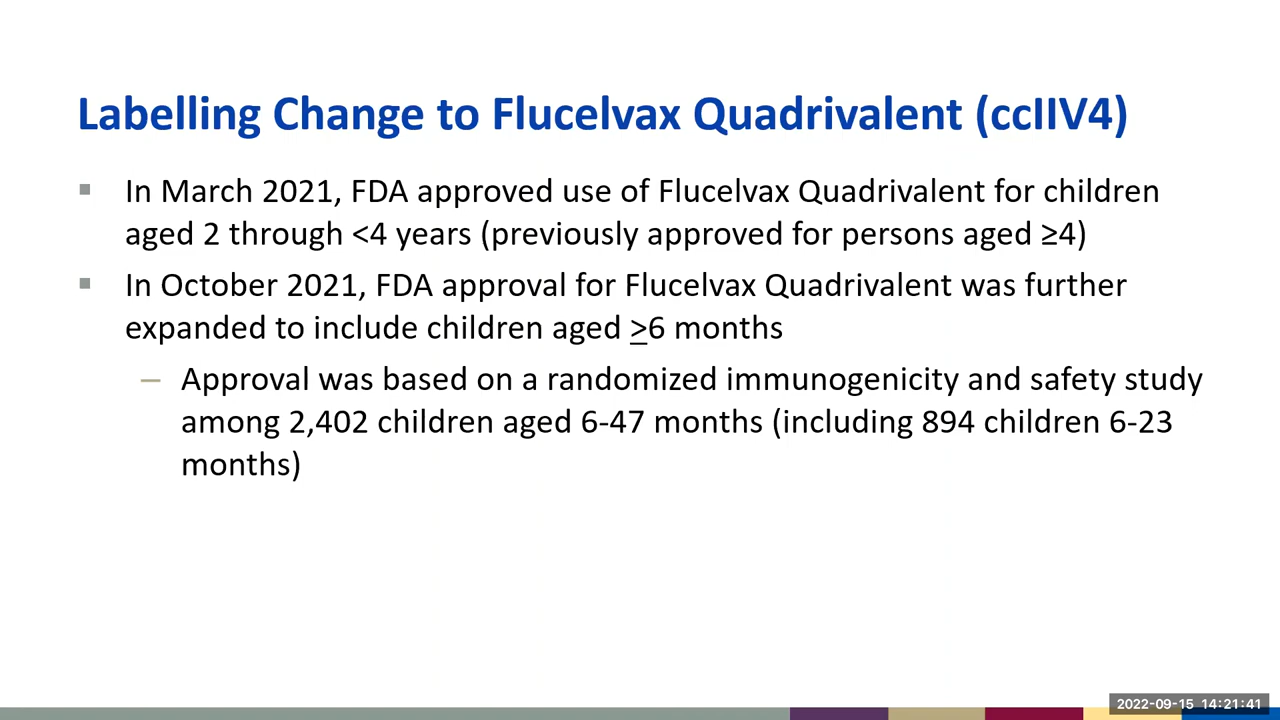 Labelling Change to Flucelvax Quadrivalent (ccIIV4)
▪ In March 2021, FDA approved use of Flucelvax Quadrivalent for children
aged 2 through <4 years (previously approved for persons aged ≥4)
▪ In October 2021, FDA approval for Flucelvax Quadrivalent was further
expanded to include children aged >6 months
– Approval was based on a randomized immunogenicity and safety study
among 2,402 children aged 6-47 months (including 894 children 6-23
months)
2022-09-15 14:21:41